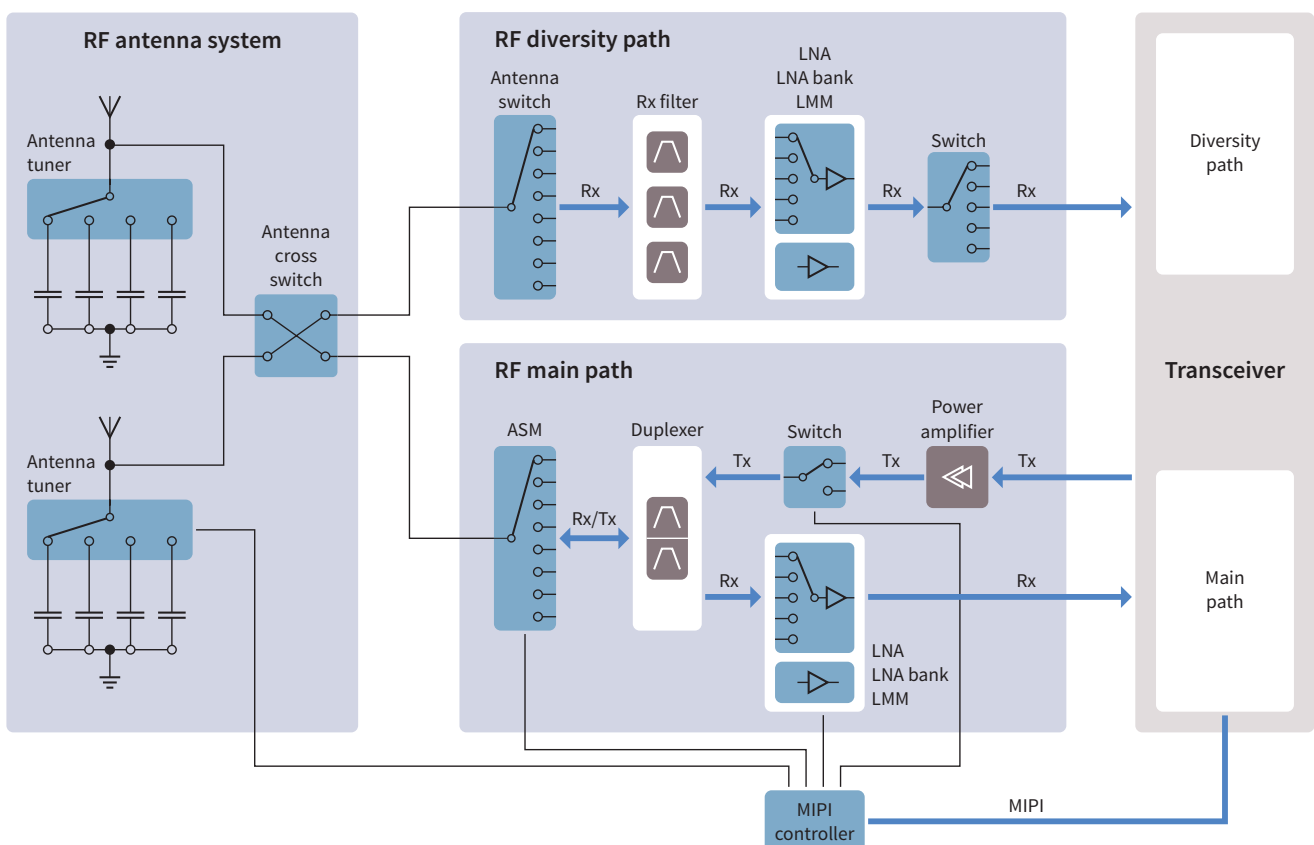 RF antenna system
Antenna
tuner
Antenna
cross
switch
Antenna
tuner
RF diversity path
Antenna
switch
Rx
Rx filter
Rx
LNA
LNA bank
LMM
Rx
Switch
Rx
RF main path
ASM
Rx/Tx
Duplexer
Tx
Switch
Tx
Power
amplifier
Tx
Rx
Rx
LNA
LNA bank
LMM
Diversity
path
Transceiver
Main
path
MIPI
controller
MIPI